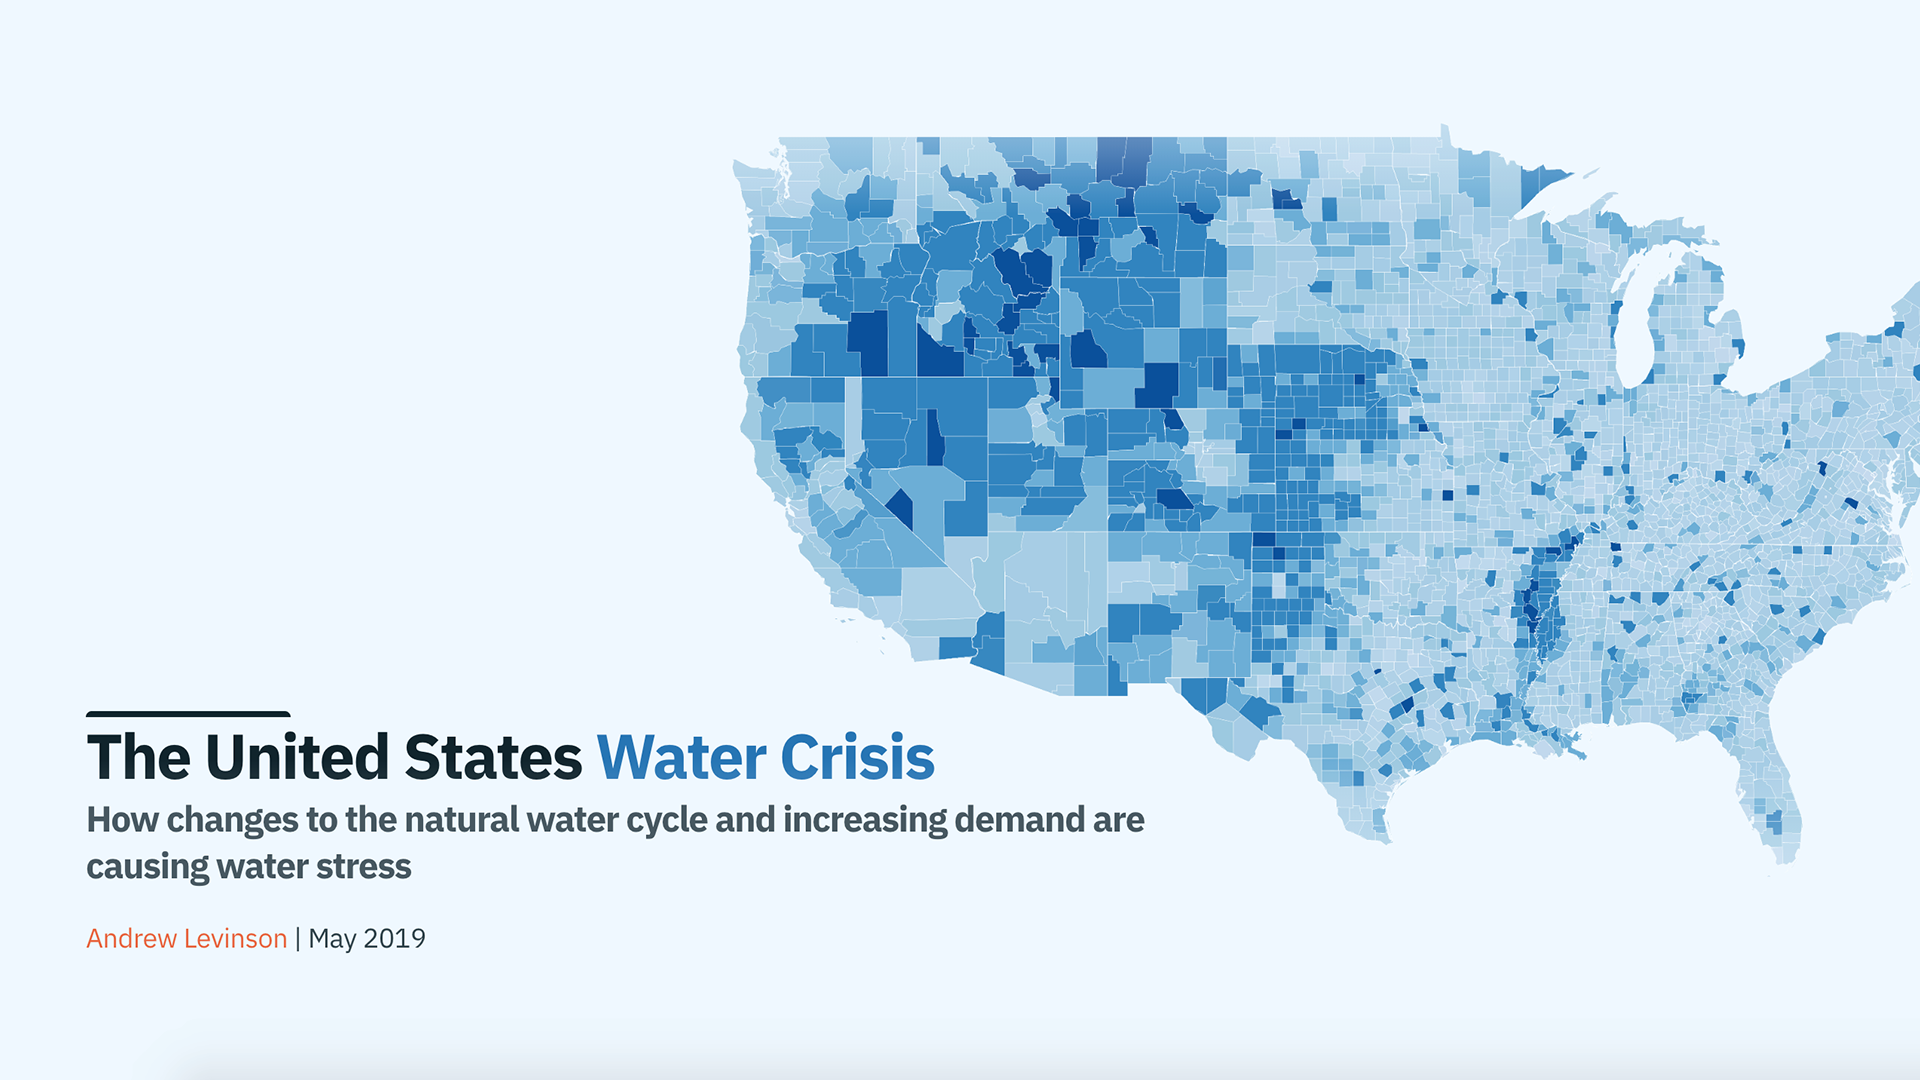 The United States Water Crisis
How changes to the natural water cycle and increasing demand are
causing water stress
Andrew Levinson | May 2019